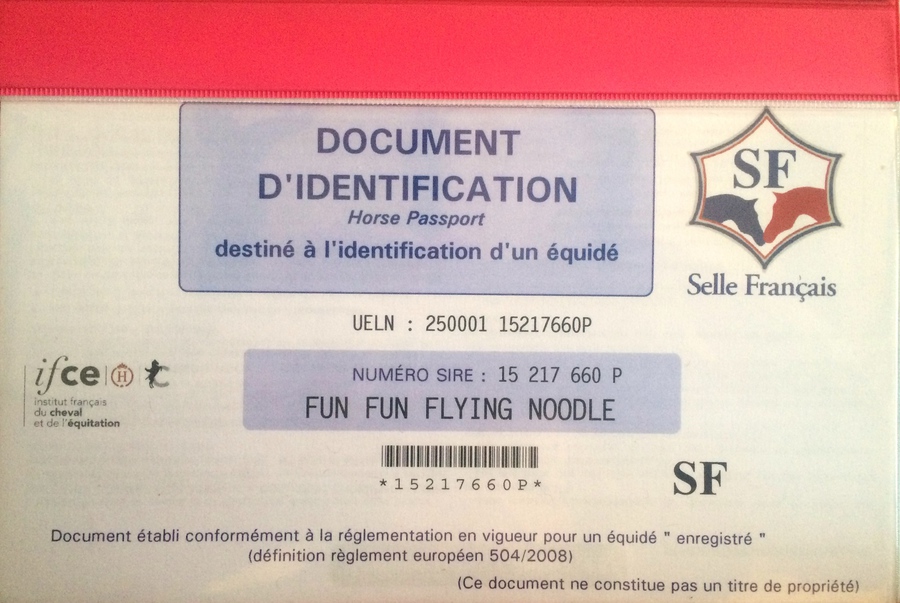 DOCUMENT
D'IDENTIFICATION
Horse Passport
destiné à l'identification d'un équidé
SF
Selle Français
UELN : 250001 15217660P
ifce
institut français
du cheval
et de l'équitation
NUMÉRO SIRE : 15 217 660 P
FUN FUN FLYING NOODLE
*15217660P*
SF
Document établi conformément à la réglementation en vigueur pour un équidé " enregistré "
(définition règlement européen 504/2008)
(Ce document ne constitue pas un titre de propriété)